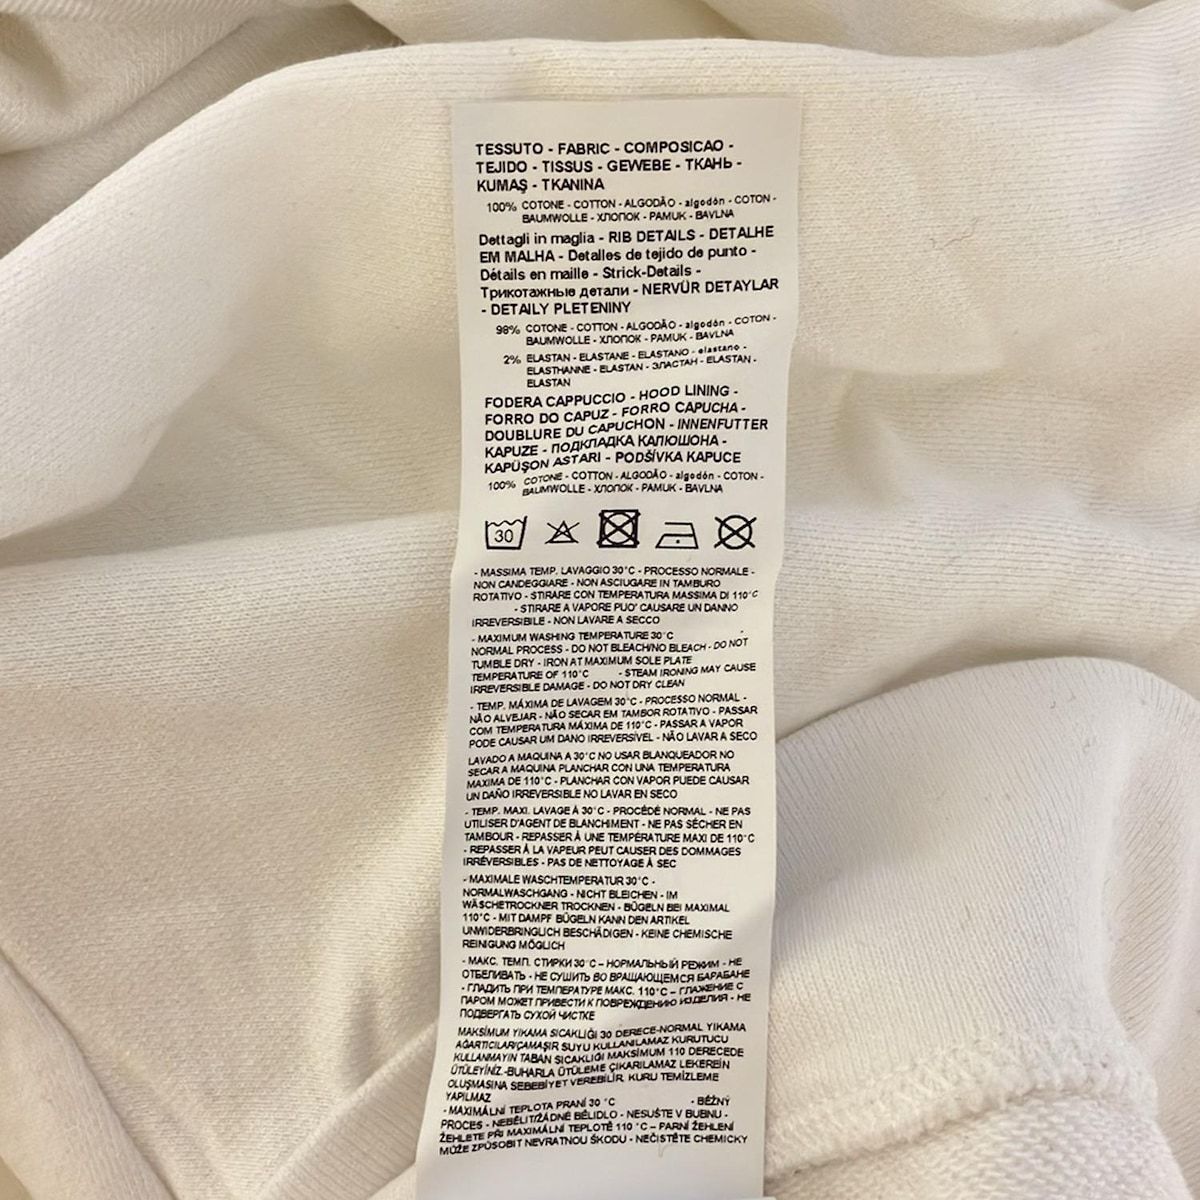 TESSUTO - FABRIC - COMPOSICAO -
TEJIDO - TISSUS - GEWEBE - ТКАНЬ -
KUMAŞ - TKANINA
100% COTONE - COTTON - ALGODÃO - algodón - COTON -
BAUMWOLLE - ХЛОПОК - PAMUK - BAVLNA
Dettagli in maglia - RIB DETAILS - DETALHE
EM MALHA - Detalles de tejido de punto -
Détails en maille - Strick-Details -
Трикотажные детали - NERVÜR DETAYLAR
- DETAILY PLETENINY
98% COTONE - COTTON - ALGODÃO - algodón - COTON -
BAUMWOLLE - ХЛОПОК - PAMUK - BAVLNA
2% ELASTAN - ELASTANE - ELASTANO - elastano -
ELASTHANNE - ELASTAN - ЭЛАСТАН - ELASTAN -
ELASTAN
FODERA CAPPUCCIO - HOOD LINING -
FORRO DO CAPUZ - FORRO CAPUCHA -
DOUBLURE DU CAPUCHON - INNENFUTTER
KAPUZE - ПОДКЛАДКА КАПЮШОНА -
KAPÜŞON ASTARI - PODŠÍVKA KAPUCE
100% COTONE - COTTON - ALGODÃO - algodón - COTON -
BAUMWOLLE - ХЛОПОК - PAMUK - BAVLNA
30
- MASSIMA TEMP. LAVAGGIO 30°C - PROCESSO NORMALE -
NON CANDEGGIARE - NON ASCIUGARE IN TAMBURO
ROTATIVO - STIRARE CON TEMPERATURA MASSIMA DI 110°C
- STIRARE A VAPORE PUO' CAUSARE UN DANNO
IRREVERSIBILE - NON LAVARE A SECCO
- MAXIMUM WASHING TEMPERATURE 30°C
NORMAL PROCESS - DO NOT BLEACH/NO BLEACH - DO NOT
TUMBLE DRY - IRON AT MAXIMUM SOLE PLATE
TEMPERATURE OF 110°C - STEAM IRONING MAY CAUSE
IRREVERSIBLE DAMAGE - DO NOT DRY CLEAN
- TEMP. MÁXIMA DE LAVAGEM 30°C - PROCESSO NORMAL -
NÃO ALVEJAR - NÃO SECAR EM TAMBOR ROTATIVO - PASSAR
COM TEMPERATURA MÁXIMA DE 110°C - PASSAR A VAPOR
PODE CAUSAR UM DANO IRREVERSÍVEL - NÃO LAVAR A SECO
LAVADO A MAQUINA A 30°C NO USAR BLANQUEADOR NO
SECAR A MAQUINA PLANCHAR CON UNA TEMPERATURA
MAXIMA DE 110°C - PLANCHAR CON VAPOR PUEDE CAUSAR
UN DAÑO IRREVERSIBLE NO LAVAR EN SECO
- TEMP. MAXI. LAVAGE À 30°C - PROCÉDÉ NORMAL - NE PAS
UTILISER D'AGENT DE BLANCHIMENT - NE PAS SÉCHER EN
TAMBOUR - REPASSER À UNE TEMPÉRATURE MAXI DE 110°C
- REPASSER À LA VAPEUR PEUT CAUSER DES DOMMAGES
IRRÉVERSIBLES - PAS DE NETTOYAGE À SEC
- MAXIMALE WASCHTEMPERATUR 30°C -
NORMALWASCHGANG - NICHT BLEICHEN - IM
WÄSCHETROCKNER TROCKNEN - BÜGELN BEI MAXIMAL
110°C - MIT DAMPF BÜGELN KANN DEN ARTIKEL
UNWIDERBRINGLICH BESCHÄDIGEN - KEINE CHEMISCHE
REINIGUNG MÖGLICH
- МАКС. ТЕМП. СТИРКИ 30°C – НОРМАЛЬНЫЙ РЕЖИМ - НЕ
ОТБЕЛИВАТЬ - НЕ СУШИТЬ ВО ВРАЩАЮЩЕМСЯ БАРАБАНЕ
- ГЛАДИТЬ ПРИ ТЕМПЕРАТУРЕ МАКС. 110°C – ГЛАЖЕНИЕ С
ПАРОМ МОЖЕТ ПРИВЕСТИ К ПОВРЕЖДЕНИЮ ИЗДЕЛИЯ - НЕ
ПОДВЕРГАТЬ СУХОЙ ЧИСТКЕ
MAKSİMUM YIKAMA SICAKLIĞI 30 DERECE-NORMAL YIKAMA
AĞARTICILAR/ÇAMAŞIR SUYU KULLANILAMAZ KURUTUCU
KULLANMAYIN TABAN SICAKLIĞI MAKSİMUM 110 DERECEDE
ÜTÜLEYİNİZ -BUHARLA ÜTÜLEME ÇIKARILAMAZ LEKERELİN
OLUŞMASINA SEBEBİYET VEREBİLİR. KURU TEMİZLEME
YAPILMAZ
- MAXIMÁLNÍ TEPLOTA PRANÍ 30 °C - BĚŽNÝ
PROCES - NEBĚLIT/ŽÁDNÉ BĚLIDLO - NESUŠTE V BUBNU -
ŽEHLETE PŘI MAXIMÁLNÍ TEPLOTĚ 110 °C – PARNÍ ŽEHLENÍ
MŮŽE ZPŮSOBIT NEVRATNOU ŠKODU - NEČISTĚTE CHEMICKY